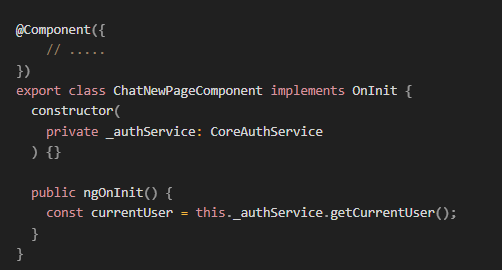 @Component({
    // .....
})
export class ChatNewPageComponent implements OnInit {
  constructor(
    private _authService: CoreAuthService
  ) {}

  public ngOnInit() {
    const currentUser = this._authService.getCurrentUser();
  }
}